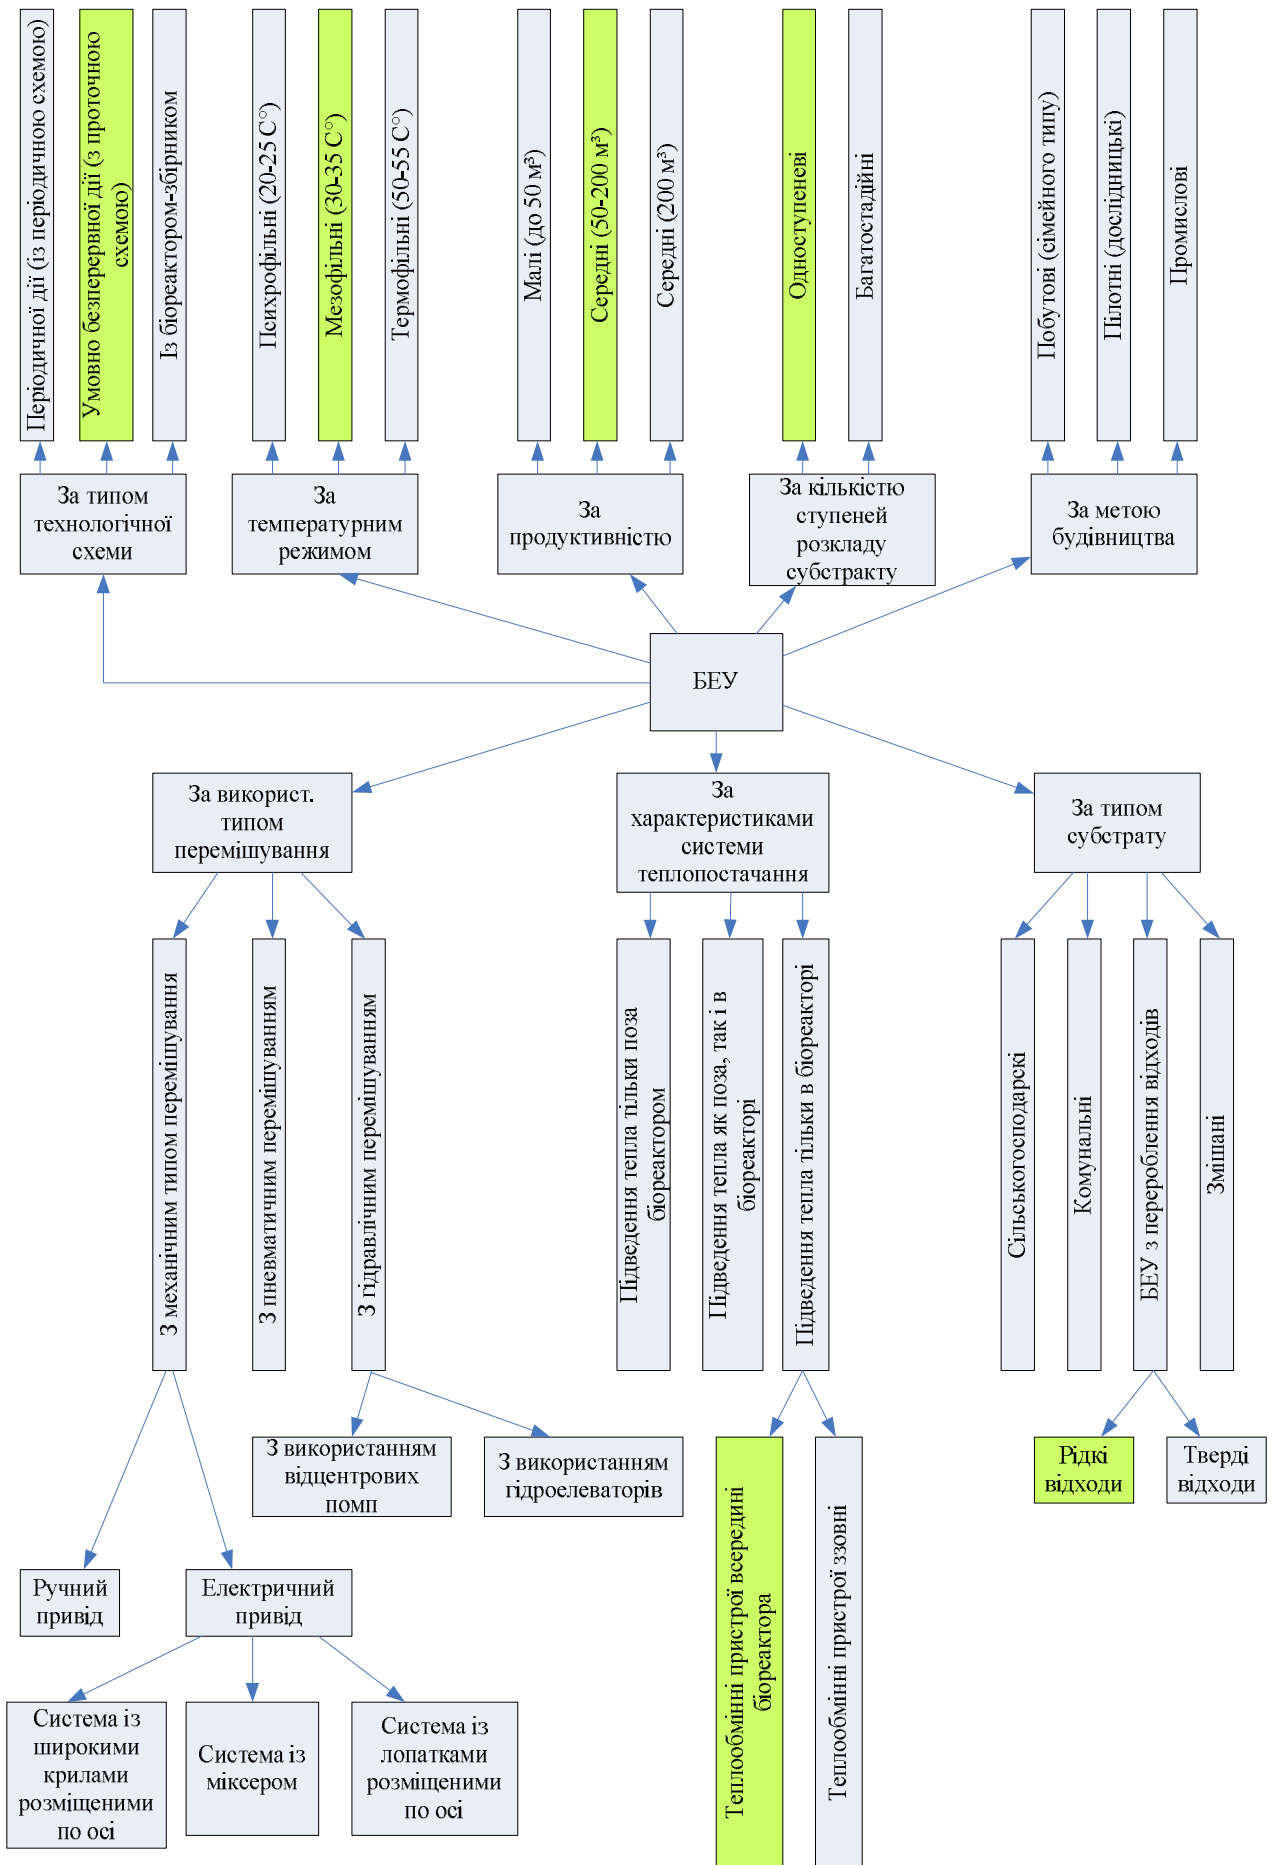 Періодичної дії (із періодичною схемою)
Умовно безперервної дії (з проточною
схемою)
Із біореактором-збірником
Психрофільні (20-25 С°)
Мезофільні (30-35 С°)
Термофільні (50-55 С°)
Малі (до 50 м³)
Середні (50-200 м³)
Середні (200 м³)
Одноступеневі
Багатостадійні
Побутові (сімейного типу)
Пілотні (дослідницькі)
Промислові
За типом
технологічної
схеми
За
температурним
режимом
За
продуктивністю
За кількістю
ступеней
розкладу
субстракту
За метою
будівництва
БЕУ
За використ.
типом
перемішування
За
характеристиками
системи
теплопостачання
За типом
субстрату
З механічним типом перемішування
З пневматичним перемішуванням
З гідравлічним перемішуванням
Підведення тепла тільки поза
біореактором
Підведення тепла як поза, так і в
біореакторі
Підведення тепла тільки в біореакторі
Сільськогосподарскі
Комунальні
БЕУ з перероблення відходів
Змішані
З використанням
відцентрових
помп
З використанням
гідроелеваторів
Теплообмінні пристрої всередині
біореактора
Теплообмінні пристрої ззовні
Рідкі
відходи
Тверді
відходи
Ручний
привід
Електричний
привід
Система із
широкими
крилами
розміщеними
по осі
Система із
міксером
Система із
лопатками
розміщеними
по осі